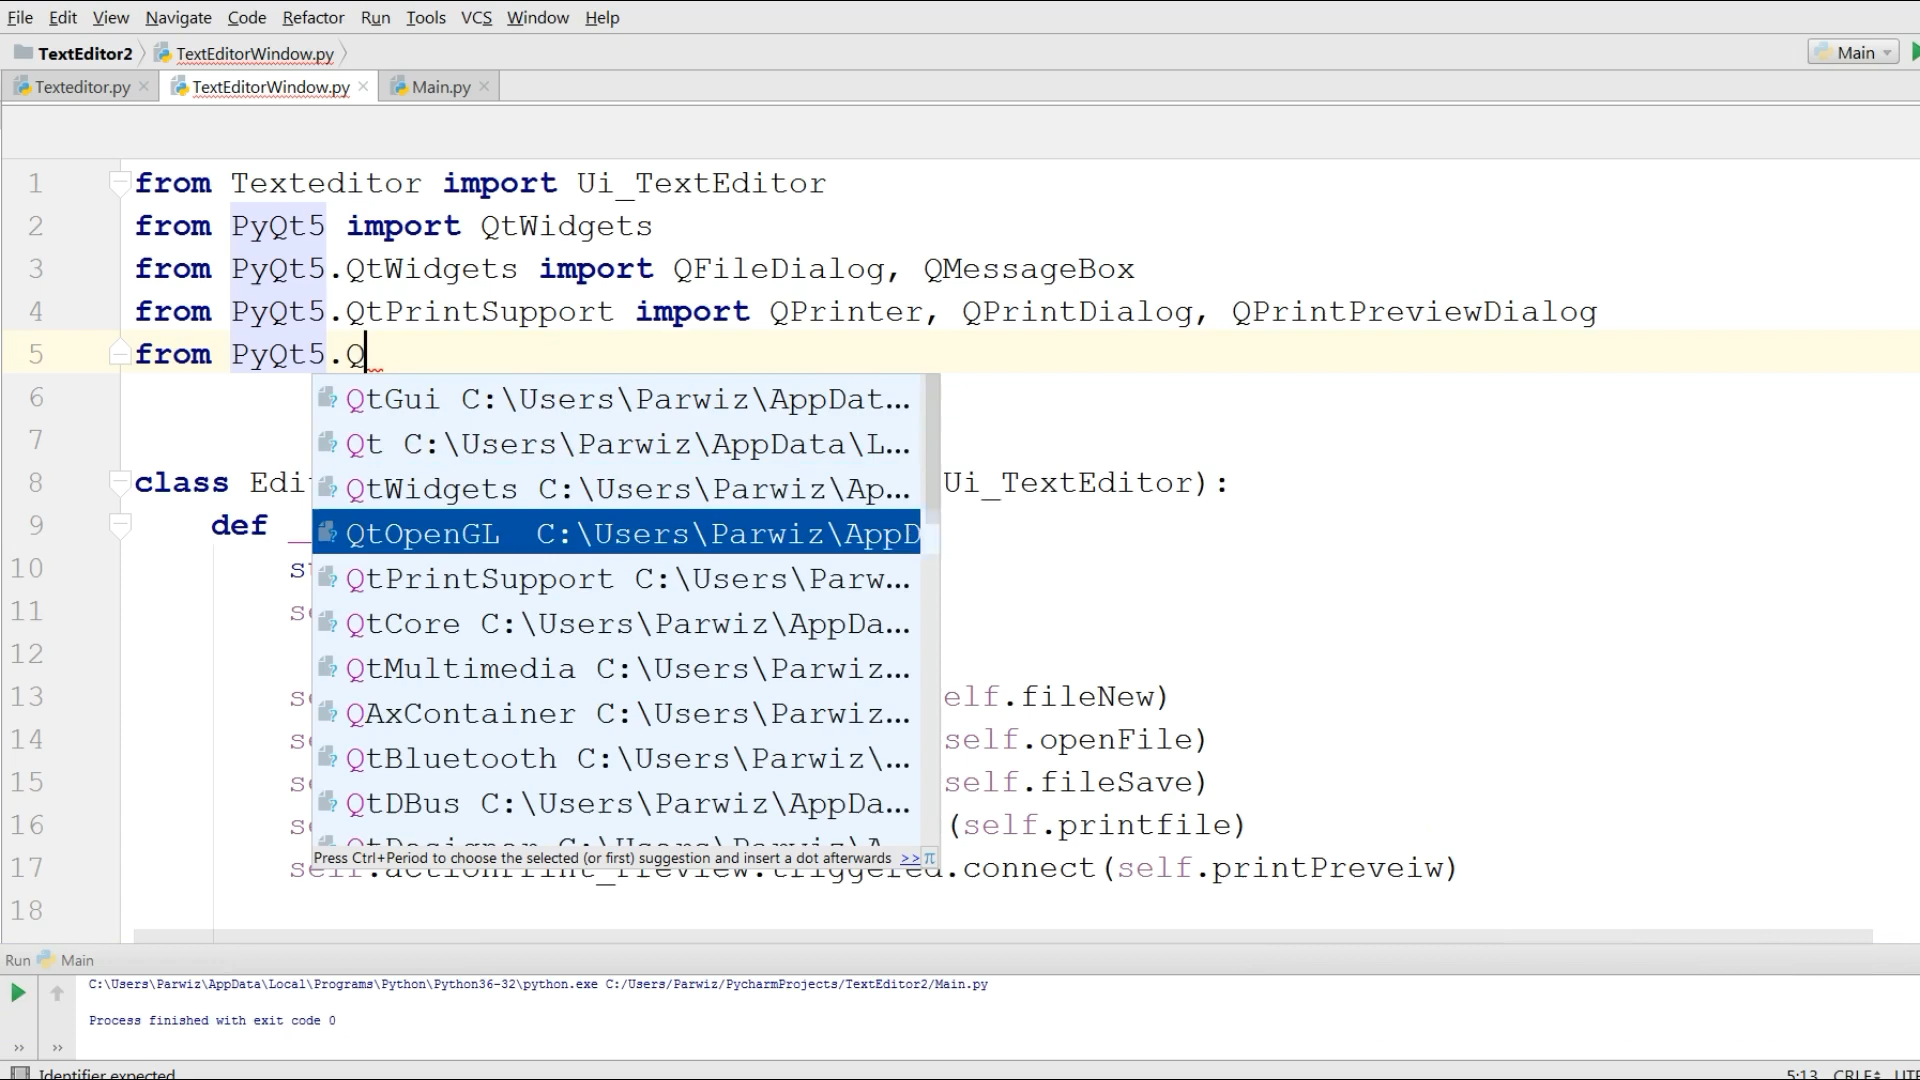 File Edit View Navigate Code Refactor Run Tools VCS Window Help
TextEditor2 TextEditorWindow.py Main
Texteditor.py TextEditorWindow.py Main.py
1 from Texteditor import Ui_TextEditor
2 from PyQt5 import QtWidgets
3 from PyQt5.QtWidgets import QFileDialog, QMessageBox
4 from PyQt5.QtPrintSupport import QPrinter, QPrintDialog, QPrintPreviewDialog
5 from PyQt5.Q
6 QtGui C:\Users\Parwiz\AppDat...
7 Qt C:\Users\Parwiz\AppData\L...
QtWidgets C:\Users\Parwiz\Ap...
8 class Edi Ui_TextEditor):
9 def __ QtOpenGL C:\Users\Parwiz\AppD
10 QtPrintSupport C:\Users\Parw...
11 QtCore C:\Users\Parwiz\AppDa...
12 QtMultimedia C:\Users\Parwiz...
13 QAxContainer C:\Users\Parwiz... elf.fileNew)
14 QtBluetooth C:\Users\Parwiz\... self.openFile)
15 QtDBus C:\Users\Parwiz\AppDa... self.fileSave)
16 (self.printfile)
Press Ctrl+Period to choose the selected (or first) suggestion and insert a dot afterwards >> π
17 .connect(self.printPreveiw)
18
Run Main
C:\Users\Parwiz\AppData\Local\Programs\Python\Python36-32\python.exe C:/Users/Parwiz/PycharmProjects/TextEditor2/Main.py
Process finished with exit code 0
Identifier expected 5:13 CRLF UTF